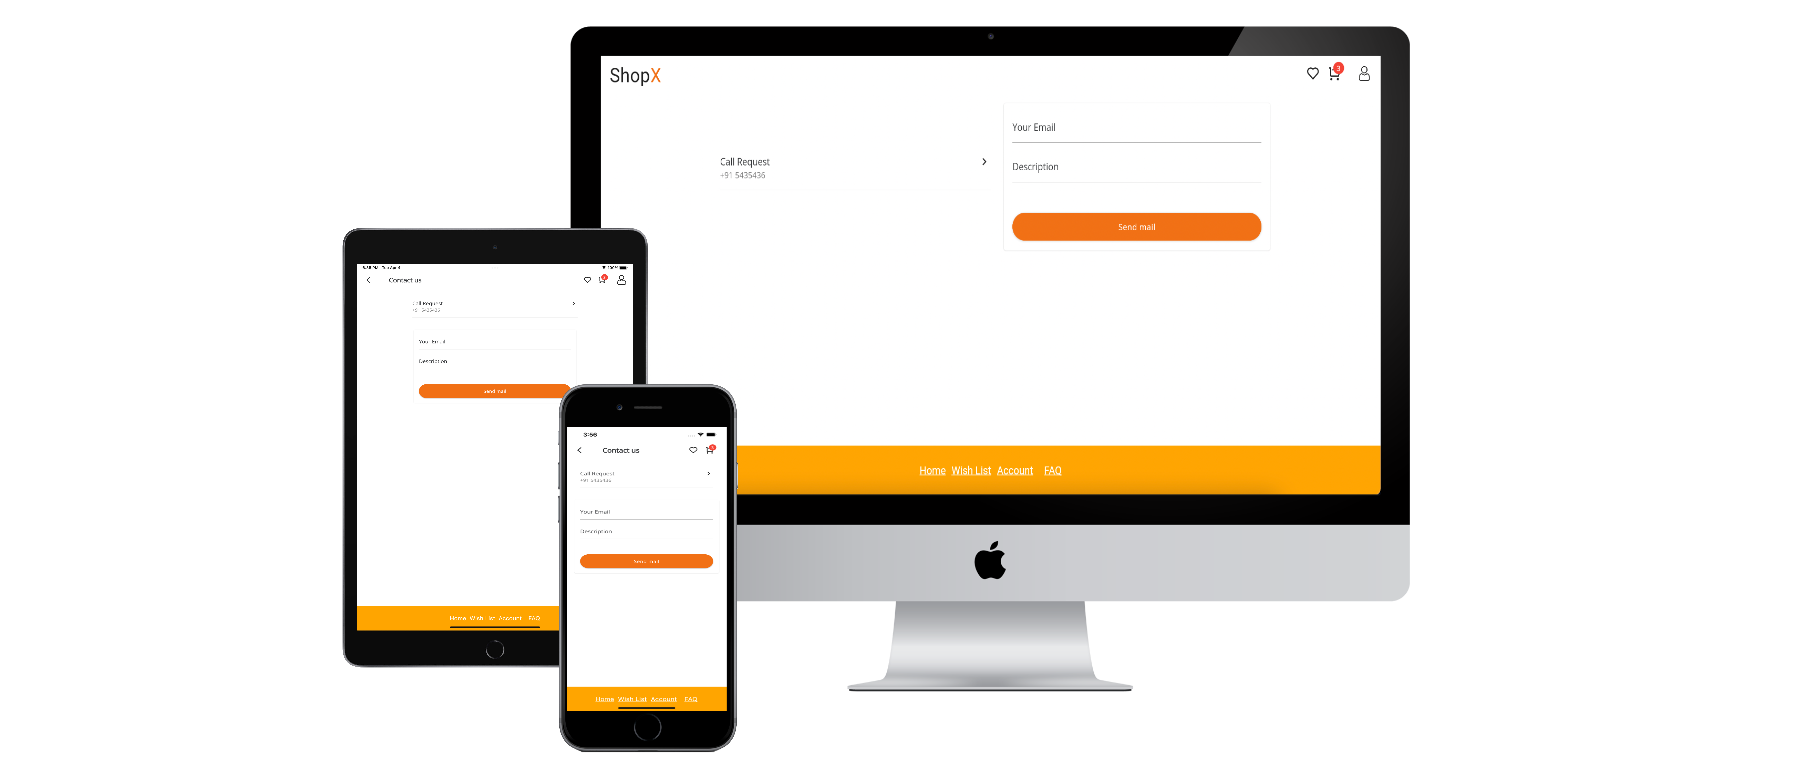 ShopX
3
Your Email
Call Request
+91 5435436
Description
Send mail
Home Wish List Account FAQ
Contact us
Call Request
+91 5435436
Your Email
Description
Send mail
Home Wish List Account FAQ
3:56
Contact us
Call Request
+91 5435436
Your Email
Description
Send mail
Home Wish List Account FAQ